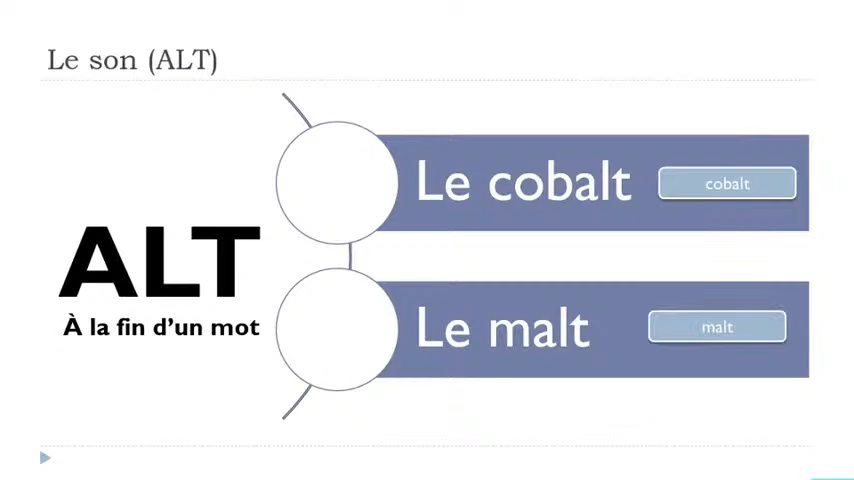 Le son (ALT)
ALT
À la fin d'un mot
Le cobalt
cobalt
Le malt
malt